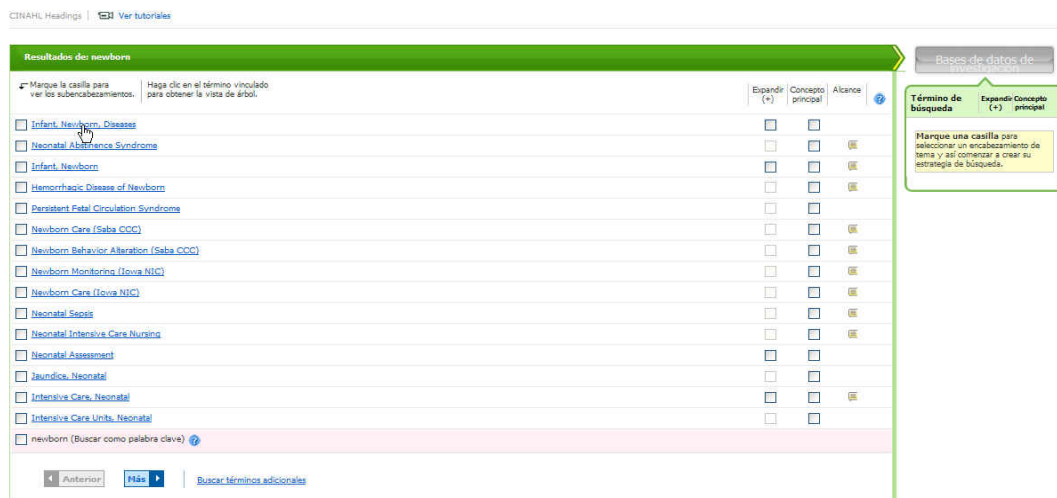 CINAHL Headings | Ver tutoriales
Resultados de: newborn
Marque la casilla para
ver los subencabezamientos.
Haga clic en el término vinculado
para obtener la vista de árbol.
Expandir
(+)
Concepto
principal
Alcance
Infant, Newborn, Diseases
Neonatal Abstinence Syndrome
Infant, Newborn
Hemorrhagic Disease of Newborn
Persistent Fetal Circulation Syndrome
Newborn Care (Saba CCC)
Newborn Behavior Alteration (Saba CCC)
Newborn Monitoring (Iowa NIC)
Newborn Care (Iowa NIC)
Neonatal Sepsis
Neonatal Intensive Care Nursing
Neonatal Assessment
Jaundice, Neonatal
Intensive Care, Neonatal
Intensive Care Units, Neonatal
newborn (Buscar como palabra clave)
Anterior
Más
Buscar términos adicionales
Bases de datos de
investigación
Término de
búsqueda
Expandir
(+)
Concepto
principal
Marque una casilla para
seleccionar un encabezamiento de
tema y así comenzar a crear su
estrategia de búsqueda.